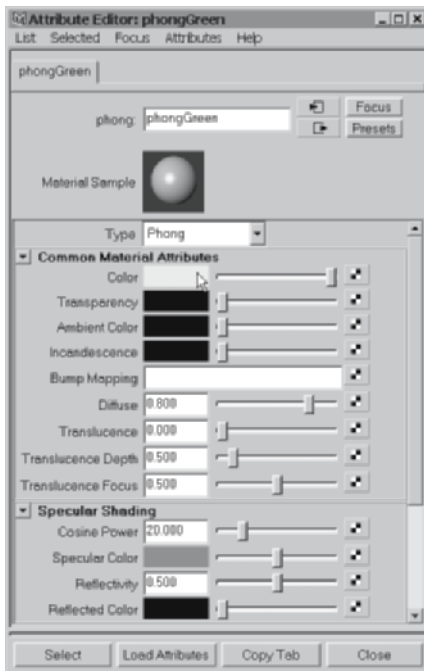 Attribute Editor: phongGreen
List Selected Focus Attributes Help
phongGreen
phong: phongGreen
Focus
Presets
Material Sample
Type Phong
Common Material Attributes
Color
Transparency
Ambient Color
Incandescence
Bump Mapping
Diffuse 0.800
Translucence 0.000
Translucence Depth 0.500
Translucence Focus 0.500
Specular Shading
Cosine Power 20.000
Specular Color
Reflectivity 0.500
Reflected Color
Select Load Attributes Copy Tab Close